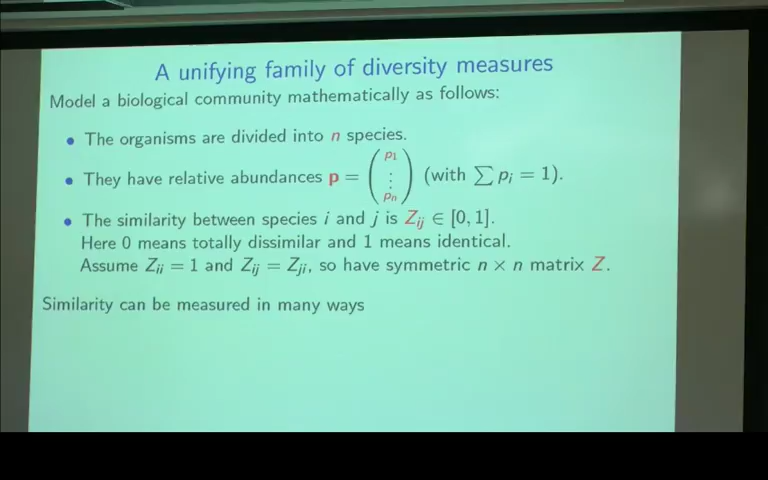 A unifying family of diversity measures
Model a biological community mathematically as follows:
• The organisms are divided into n species.
• They have relative abundances p = (p₁ ⋮ pₙ) (with ∑ pᵢ = 1).
• The similarity between species i and j is Zᵢⱼ ∈ [0, 1].
Here 0 means totally dissimilar and 1 means identical.
Assume Zᵢᵢ = 1 and Zᵢⱼ = Zⱼᵢ, so have symmetric n × n matrix Z.
Similarity can be measured in many ways